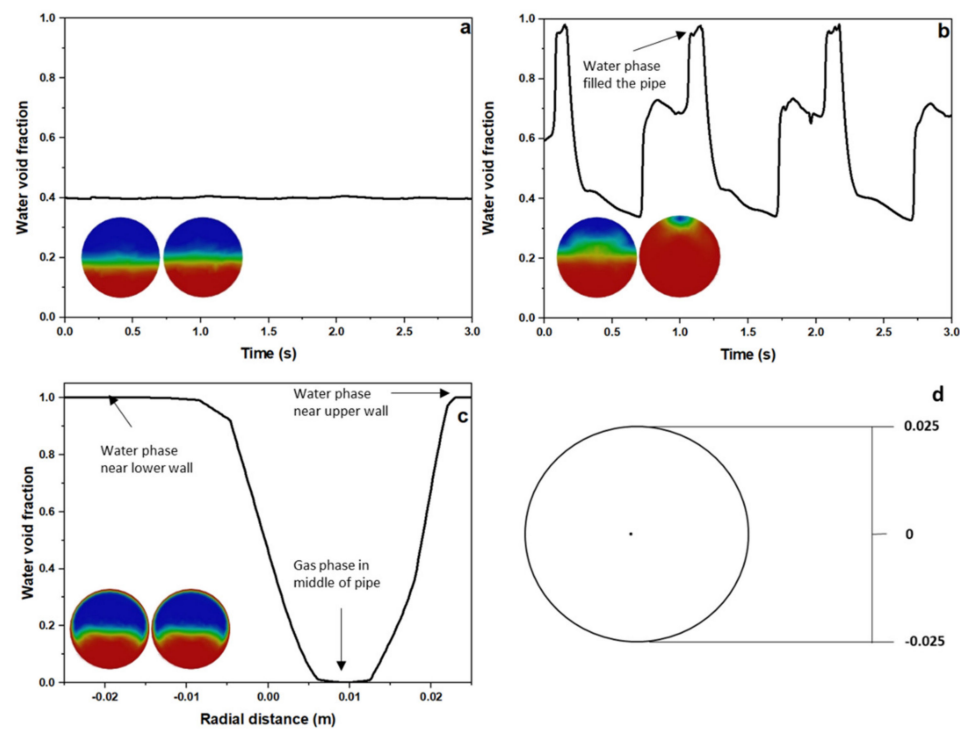 a
1.0
0.8
0.6
0.4
0.2
0.0
Water void fraction
0.0 0.5 1.0 1.5 2.0 2.5 3.0
Time (s)
b
1.0
0.8
0.6
0.4
0.2
0.0
Water void fraction
Water phase
filled the pipe
0.0 0.5 1.0 1.5 2.0 2.5 3.0
Time (s)
c
1.0
0.8
0.6
0.4
0.2
0.0
Water void fraction
Water phase
near upper wall
Water phase
near lower wall
Gas phase in
middle of pipe
-0.02 -0.01 0.00 0.01 0.02
Radial distance (m)
d
0.025
0
-0.025